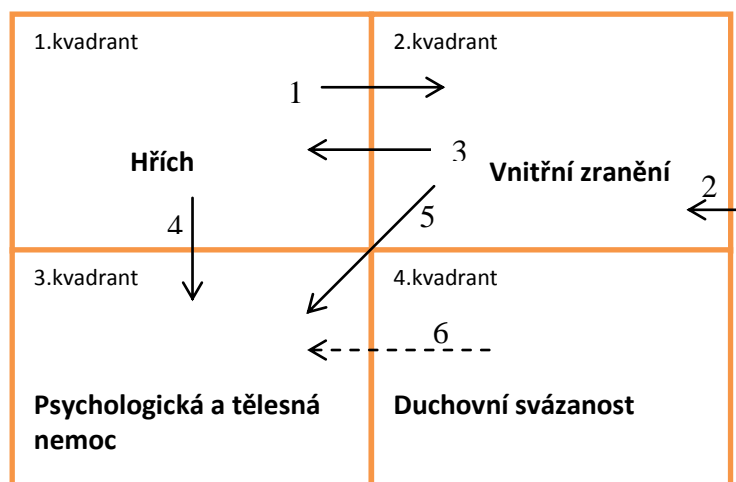 1.kvadrant
2.kvadrant
1
3
Hřích
Vnitřní zranění
2
4
5
3.kvadrant
4.kvadrant
6
Psychologická a tělesná
nemoc
Duchovní svázanost